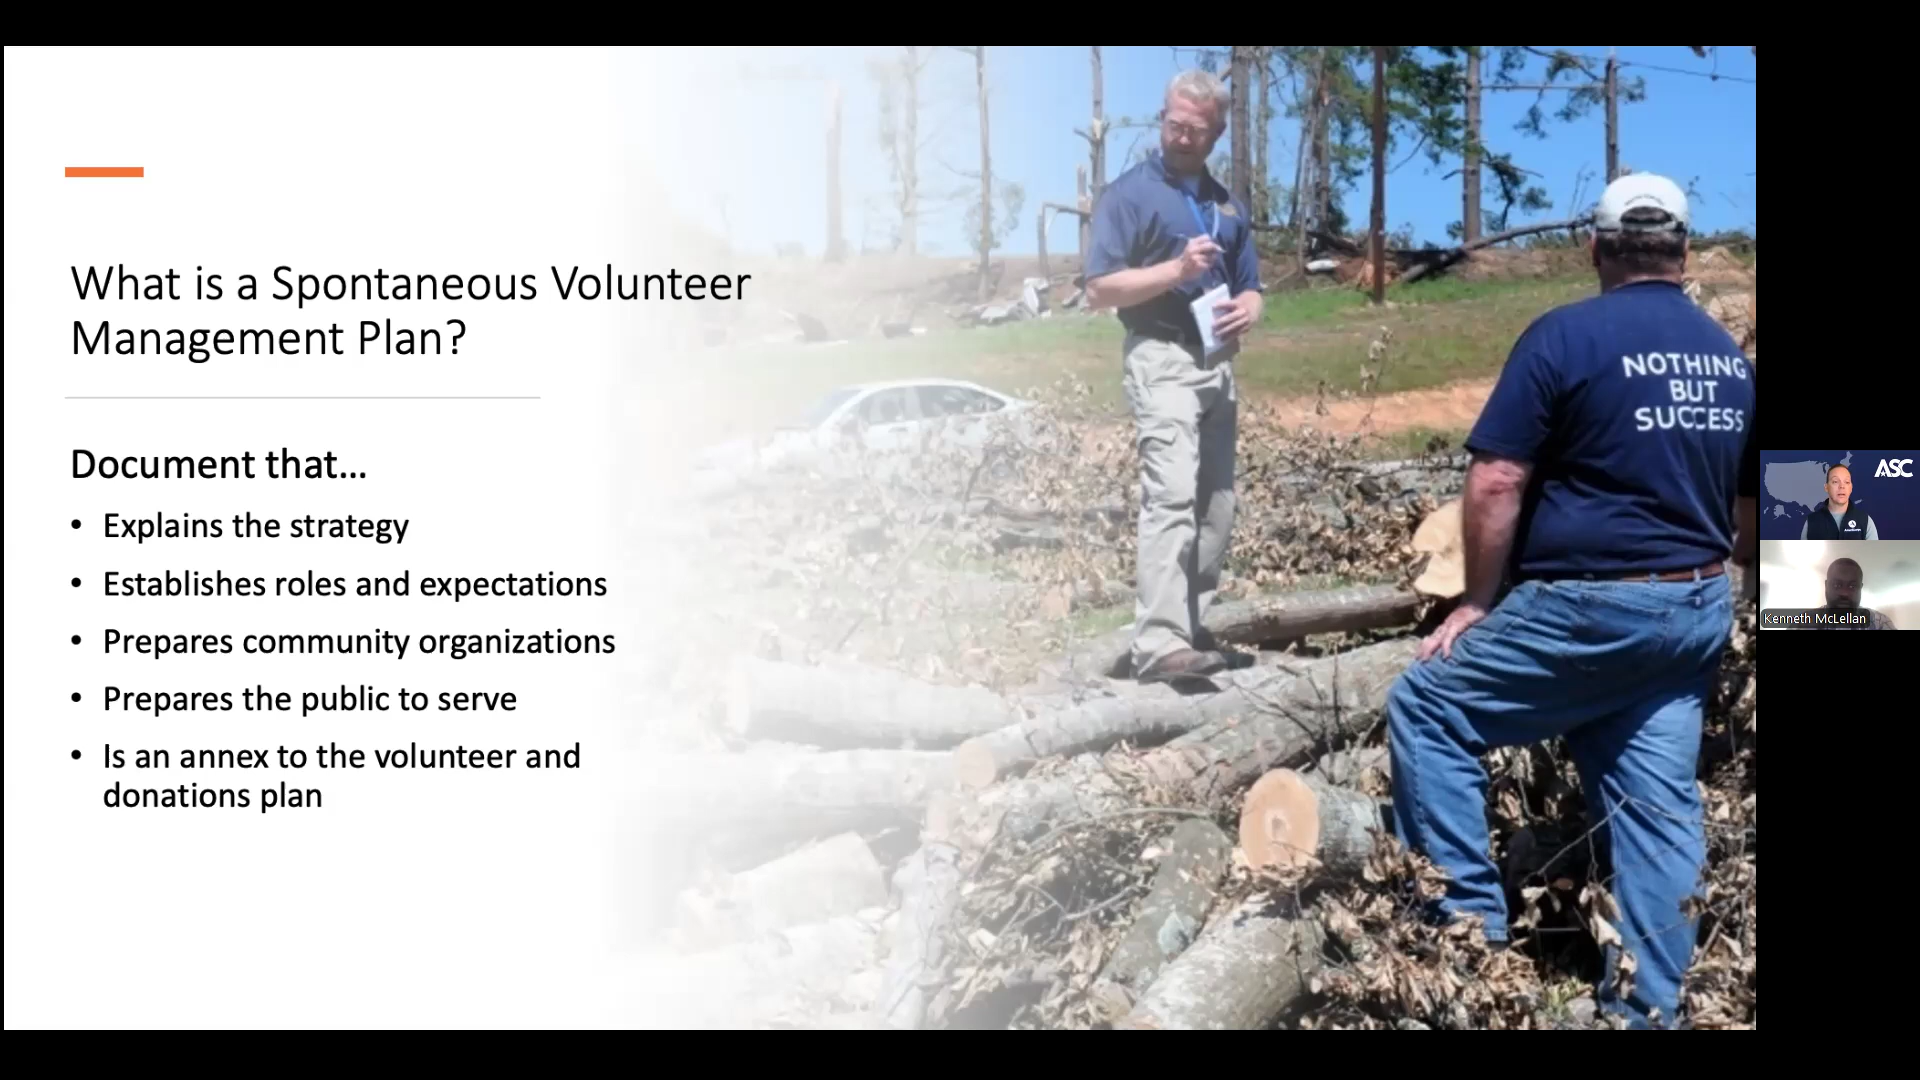 What is a Spontaneous Volunteer
Management Plan?
Document that...
• Explains the strategy
• Establishes roles and expectations
• Prepares community organizations
• Prepares the public to serve
• Is an annex to the volunteer and
donations plan
NOTHING
BUT
SUCCESS
ASC
Kenneth McLellan